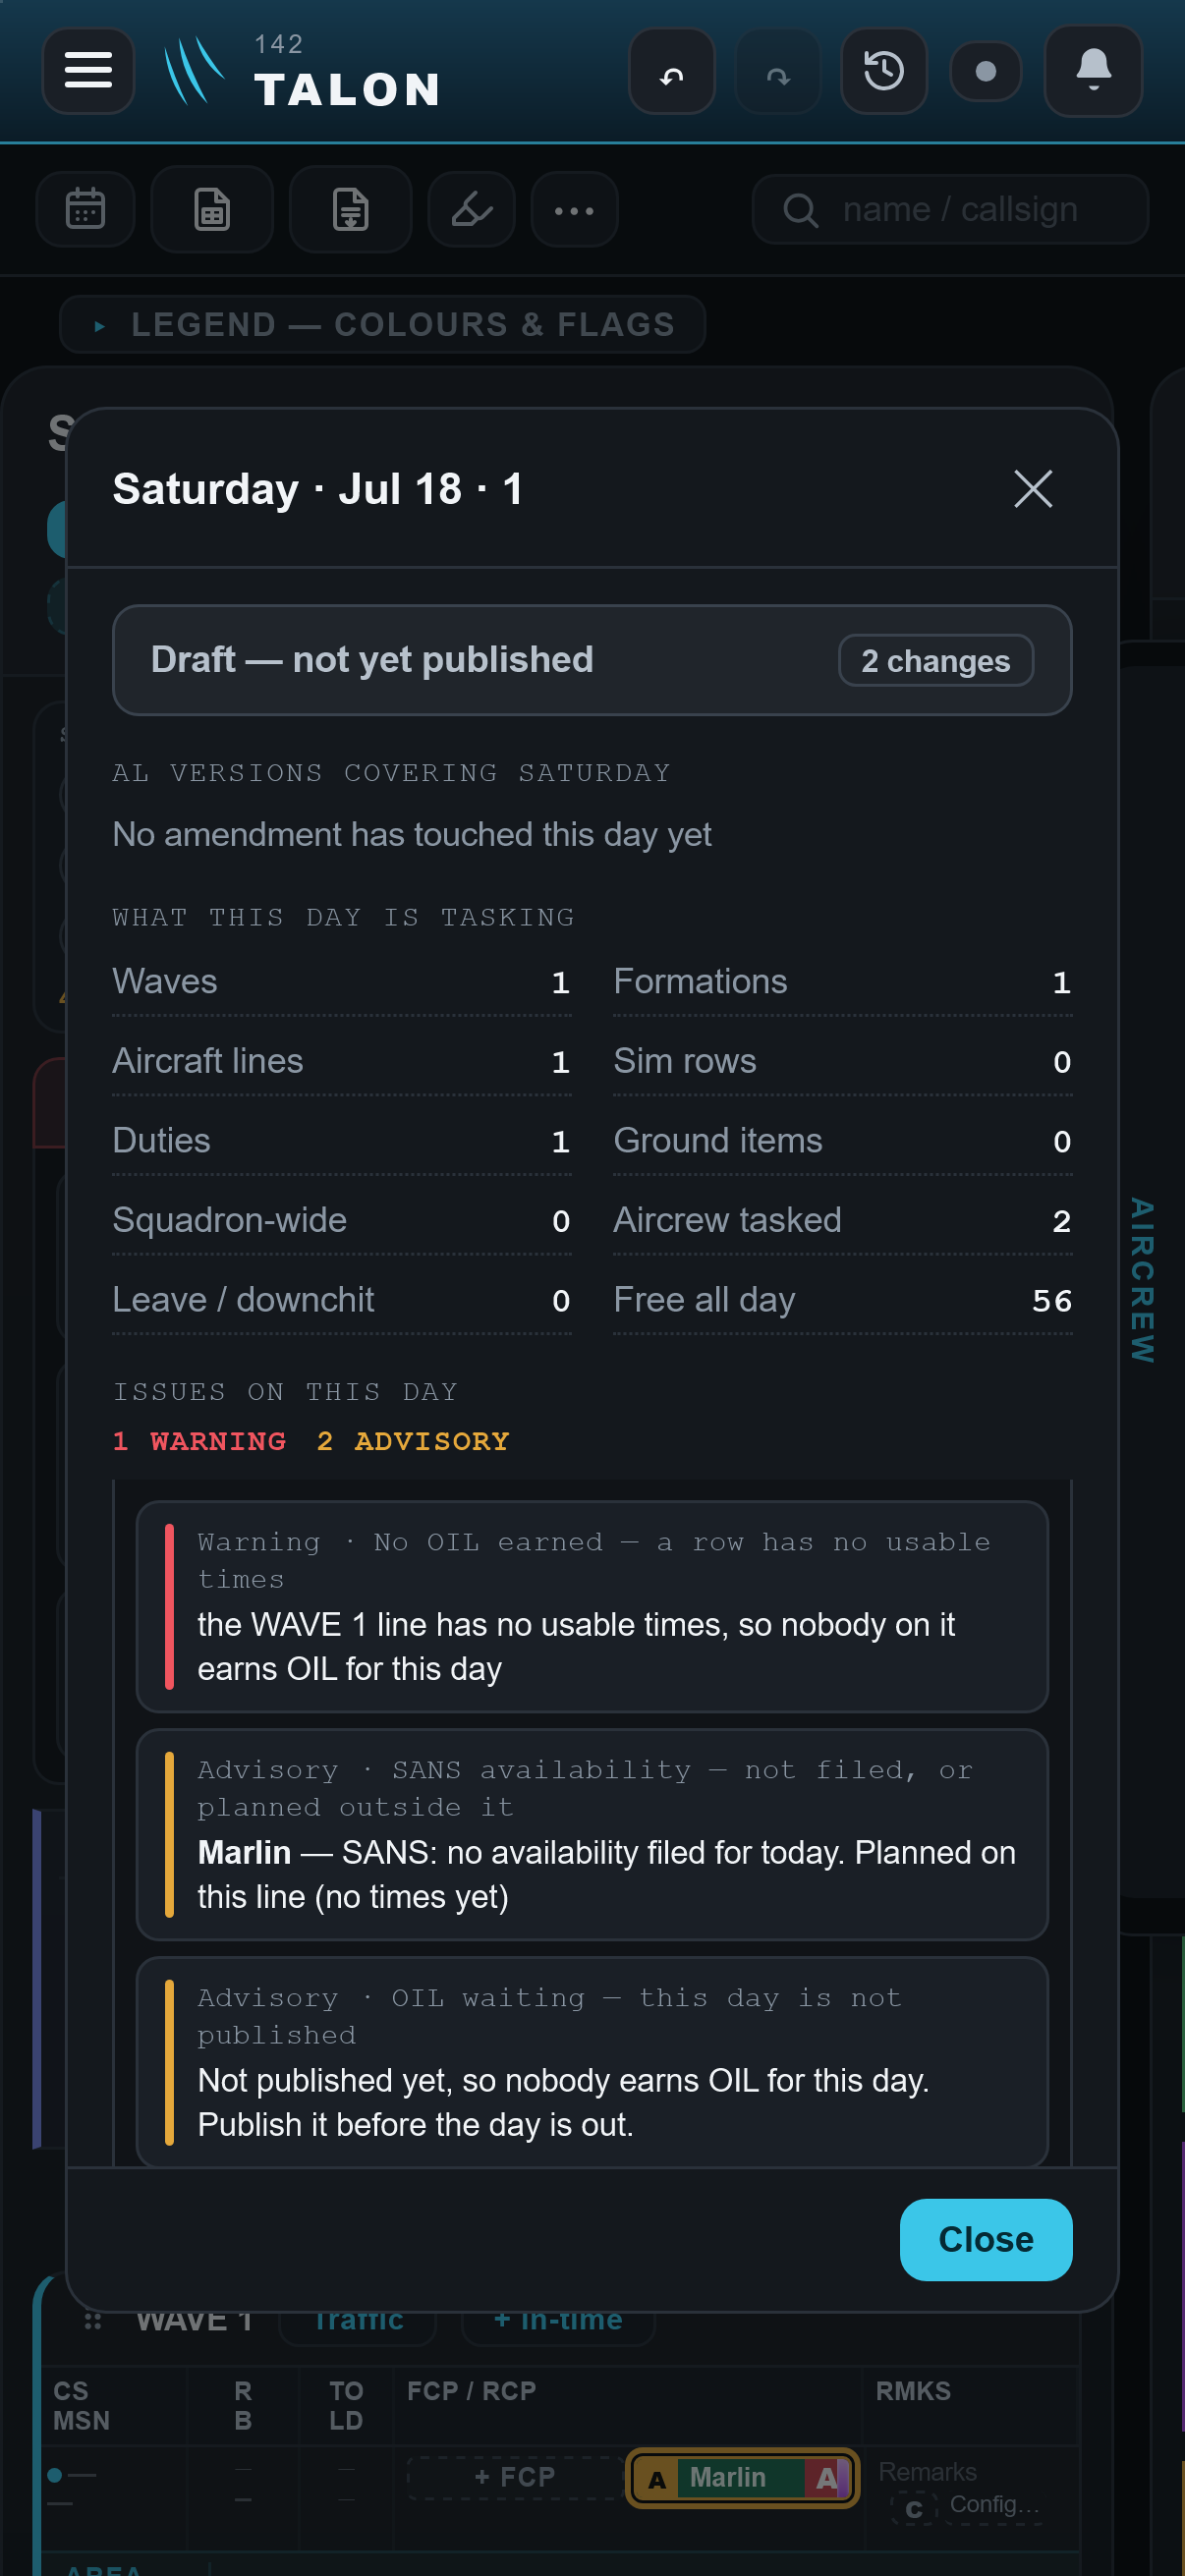 142
TALON
name / callsign
LEGEND — COLOURS & FLAGS
Saturday · Jul 18 · 1
Draft — not yet published
2 changes
AL VERSIONS COVERING SATURDAY
No amendment has touched this day yet
WHAT THIS DAY IS TASKING
Waves 1
Formations 1
Aircraft lines 1
Sim rows 0
Duties 1
Ground items 0
Squadron-wide 0
Aircrew tasked 2
Leave / downchit 0
Free all day 56
AIRCREW
ISSUES ON THIS DAY
1 WARNING 2 ADVISORY
Warning · No OIL earned — a row has no usable
times
the WAVE 1 line has no usable times, so nobody on it
earns OIL for this day
Advisory · SANS availability — not filed, or
planned outside it
Marlin — SANS: no availability filed for today. Planned on
this line (no times yet)
Advisory · OIL waiting — this day is not
published
Not published yet, so nobody earns OIL for this day.
Publish it before the day is out.
Close
WAVE 1 Traffic + In-time
CS R TO FCP / RCP RMKS
MSN B LD
— — — + FCP A Marlin A Remarks
— — — C Config...
AREA